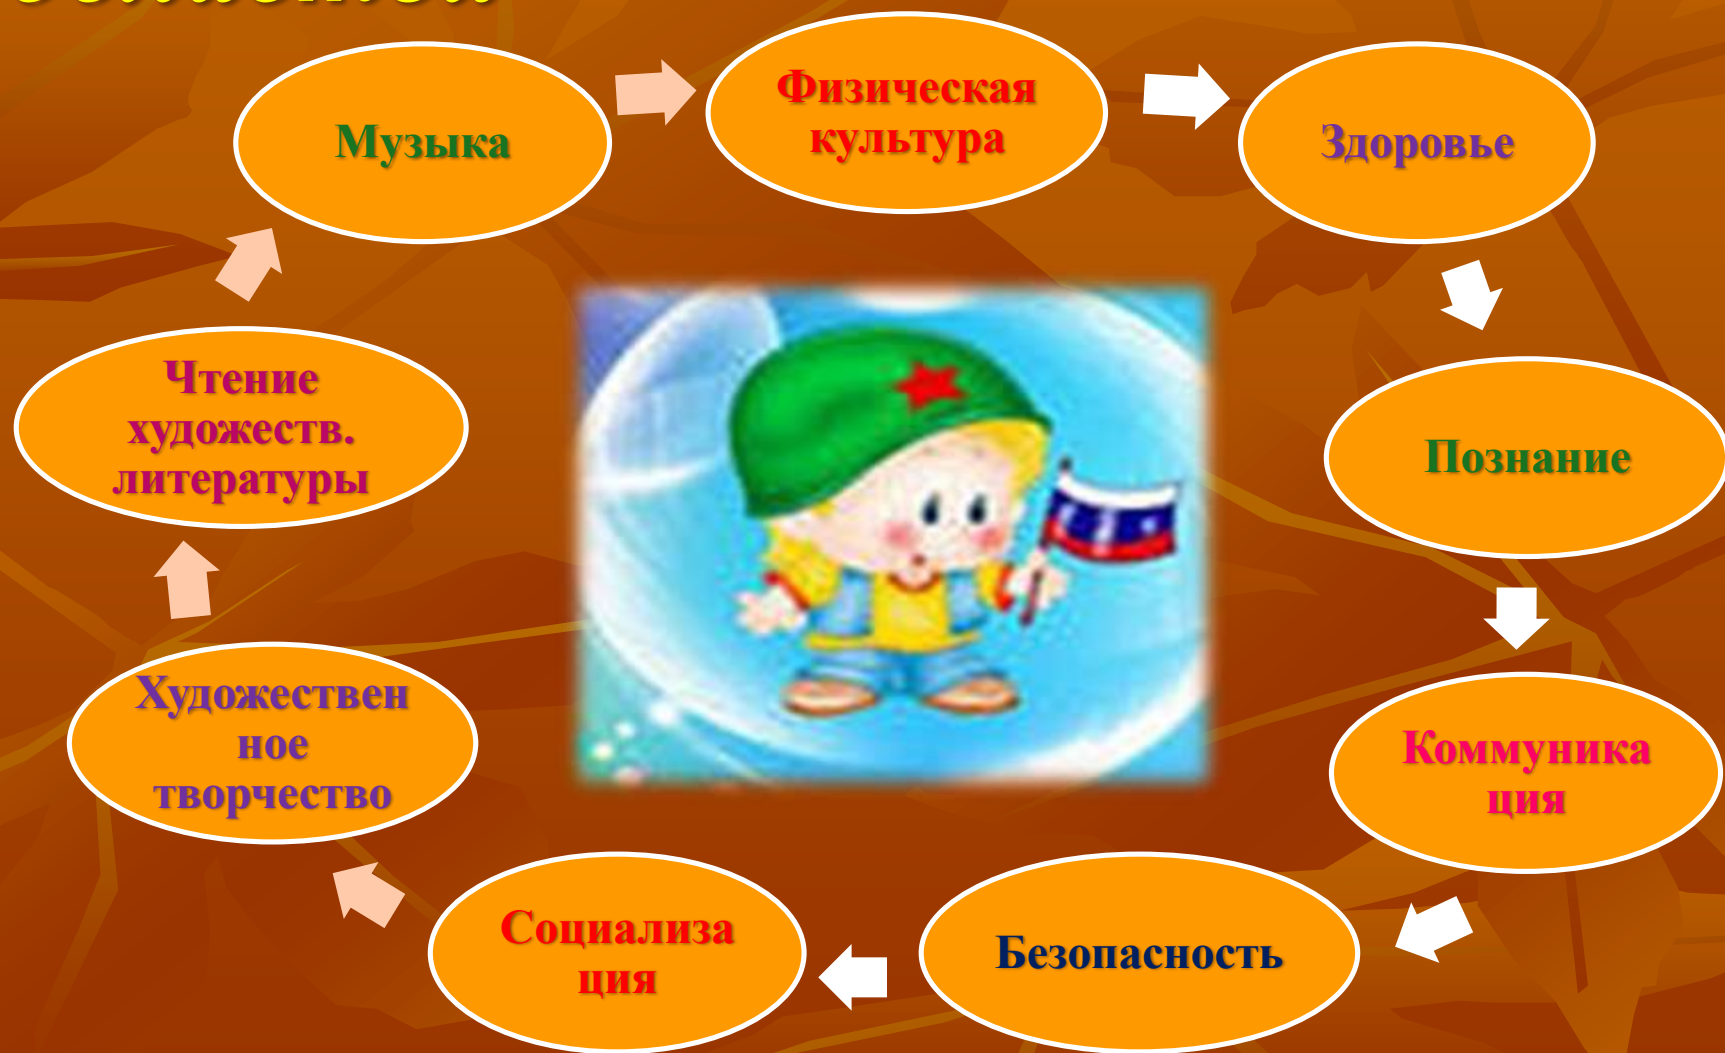 Музыка
Физическая
культура
Здоровье
Познание
Коммуника
ция
Безопасность
Социализа
ция
Художествен
ное
творчество
Чтение
художеств.
литературы